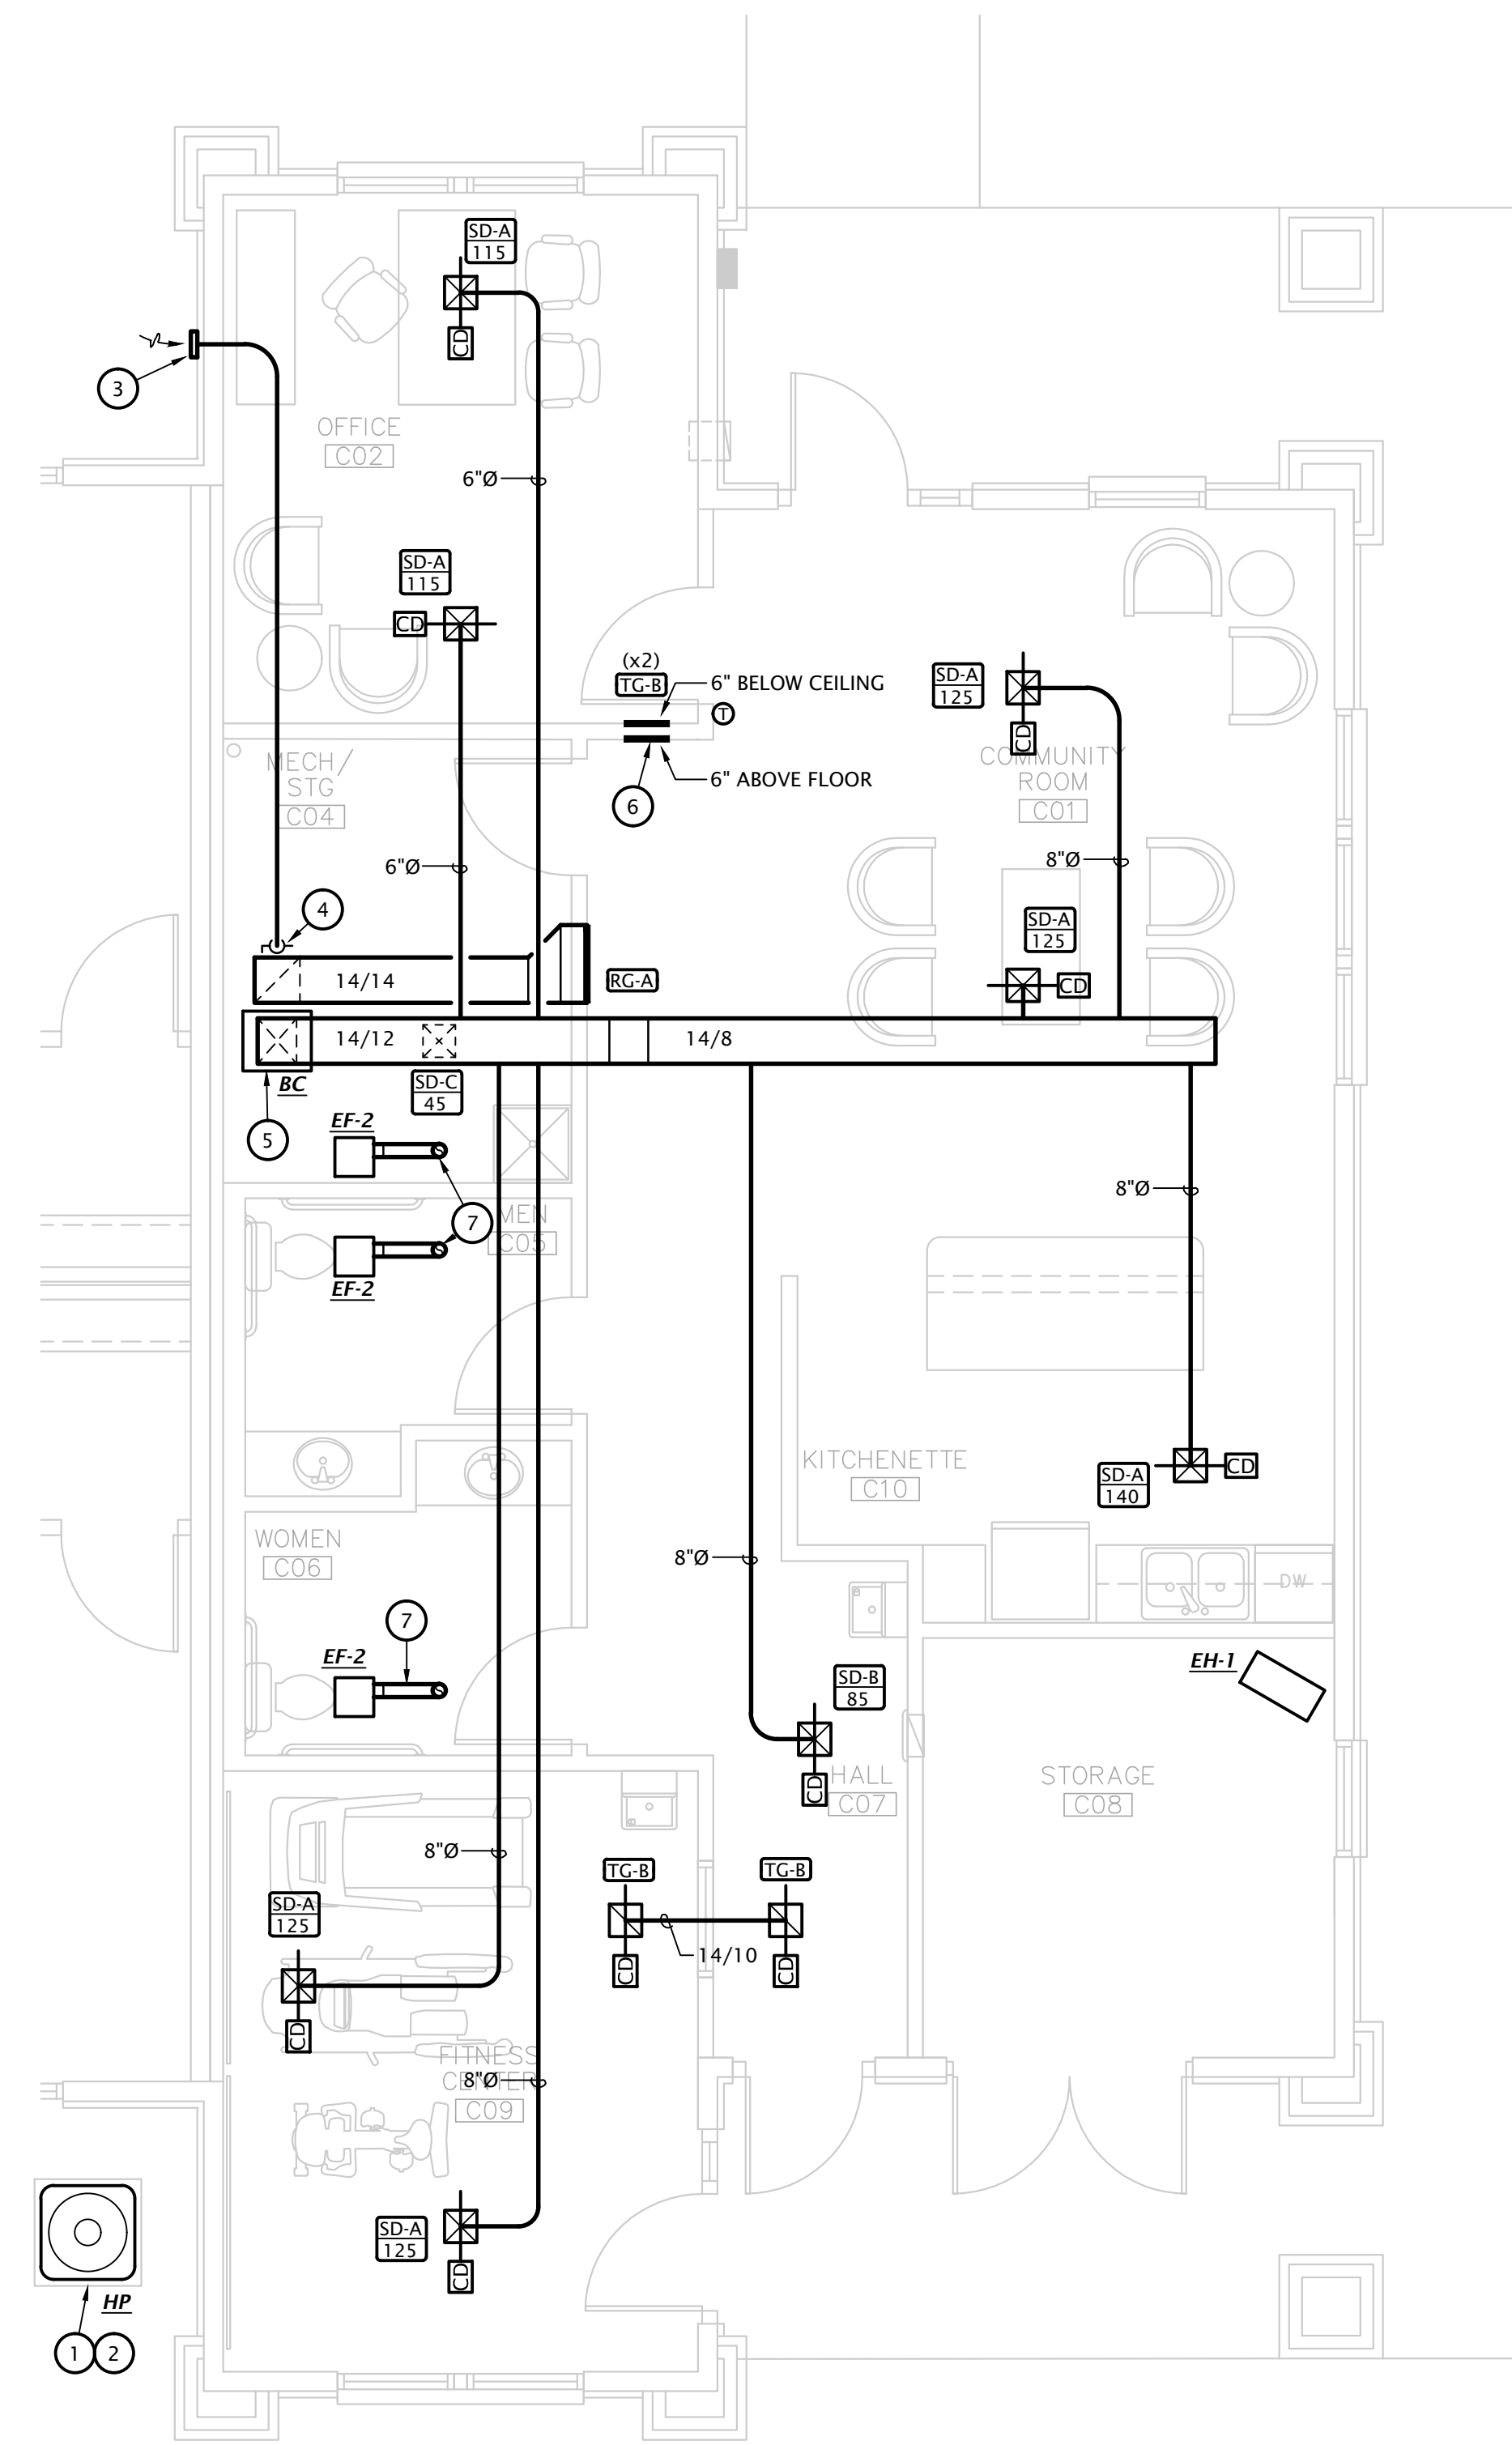 SD-A
115
CD
3
OFFICE
C02
6"Ø
SD-A
115
CD
(x2)
TG-B
6" BELOW CEILING
T
SD-A
125
CD
MECH/
STG
C04
COMMUNITY
ROOM
C01
6" ABOVE FLOOR
6
6"Ø
8"Ø
4
SD-A
125
CD
14/14
RG-A
14/12
14/8
BC
SD-C
45
5
EF-2
7
MEN
C05
EF-2
8"Ø
KITCHENETTE
C10
SD-A
140
CD
WOMEN
C06
8"Ø
DW
7
EF-2
SD-B
85
EH-1
CD
HALL
C07
STORAGE
C08
8"Ø
TG-B
TG-B
SD-A
125
14/10
CD
CD
CD
FITNESS
CENTER
8"Ø
C09
SD-A
125
CD
HP
1
2